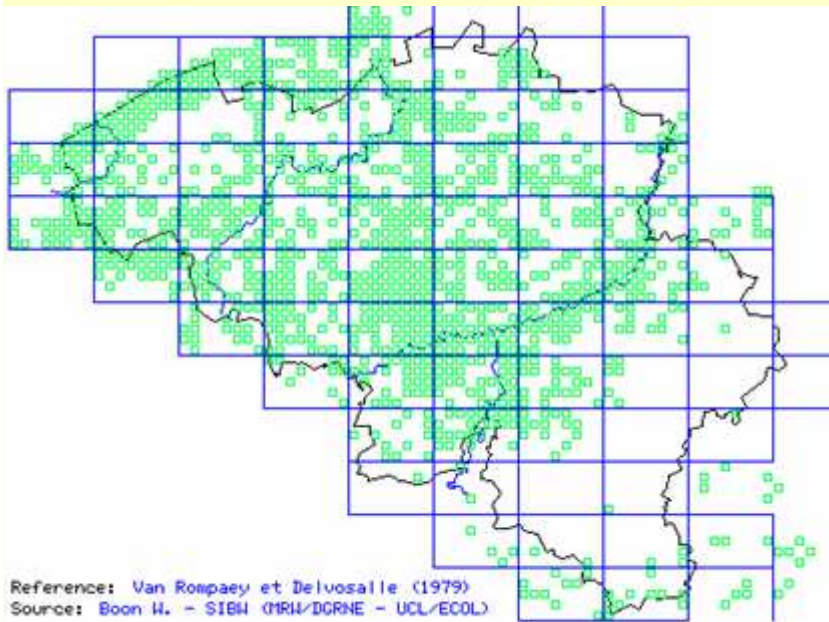 Reference: Van Rompaey et Delvosalle (1979)
Source: Boon W. - SIBW (MRW/DGRNE - UCL/ECOL)